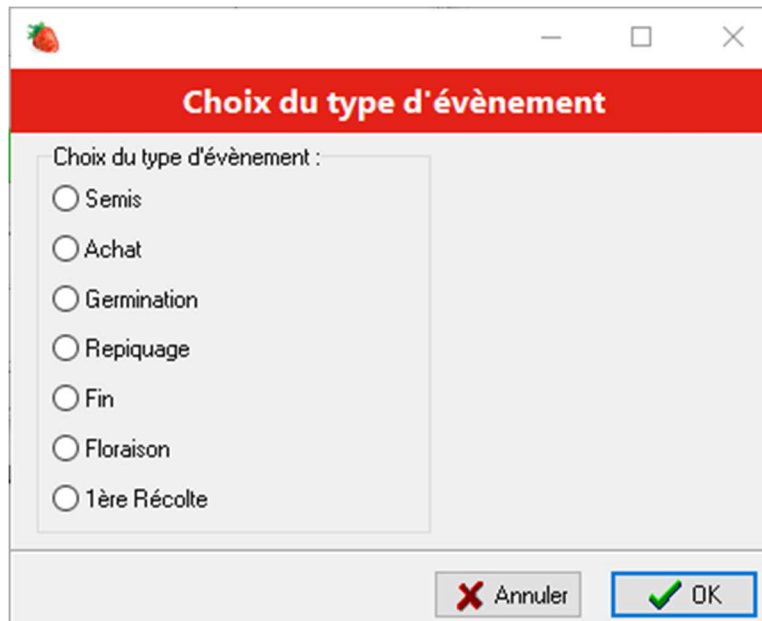 Choix du type d'évènement
Choix du type d'évènement :
Semis
Achat
Germination
Repiquage
Fin
Floraison
1ère Récolte
Annuler
OK